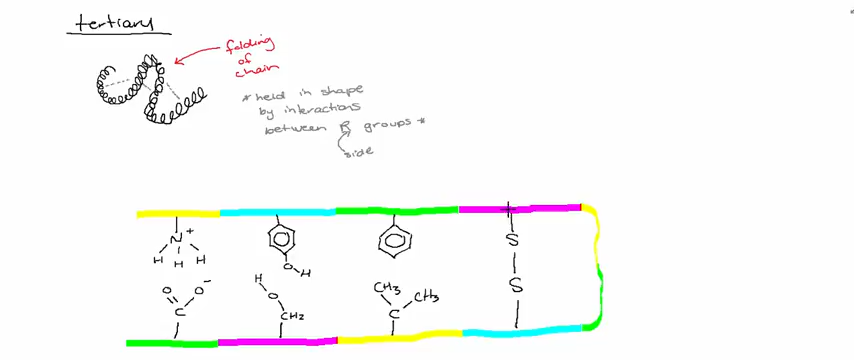 tertiary
folding
of
chain
* held in shape
by interactions
between R groups *
side
N+
H H H
O H
S
S
O O-
C
H
O
CH2
CH3
CH3
C